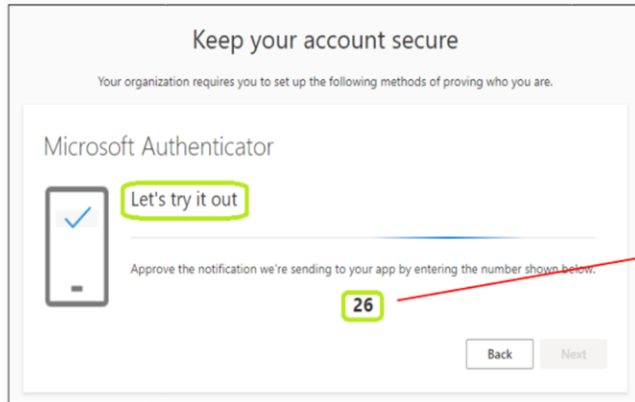 Keep your account secure
Your organization requires you to set up the following methods of proving who you are.
Microsoft Authenticator
Let's try it out
Approve the notification we're sending to your app by entering the number shown below.
26
Back Next